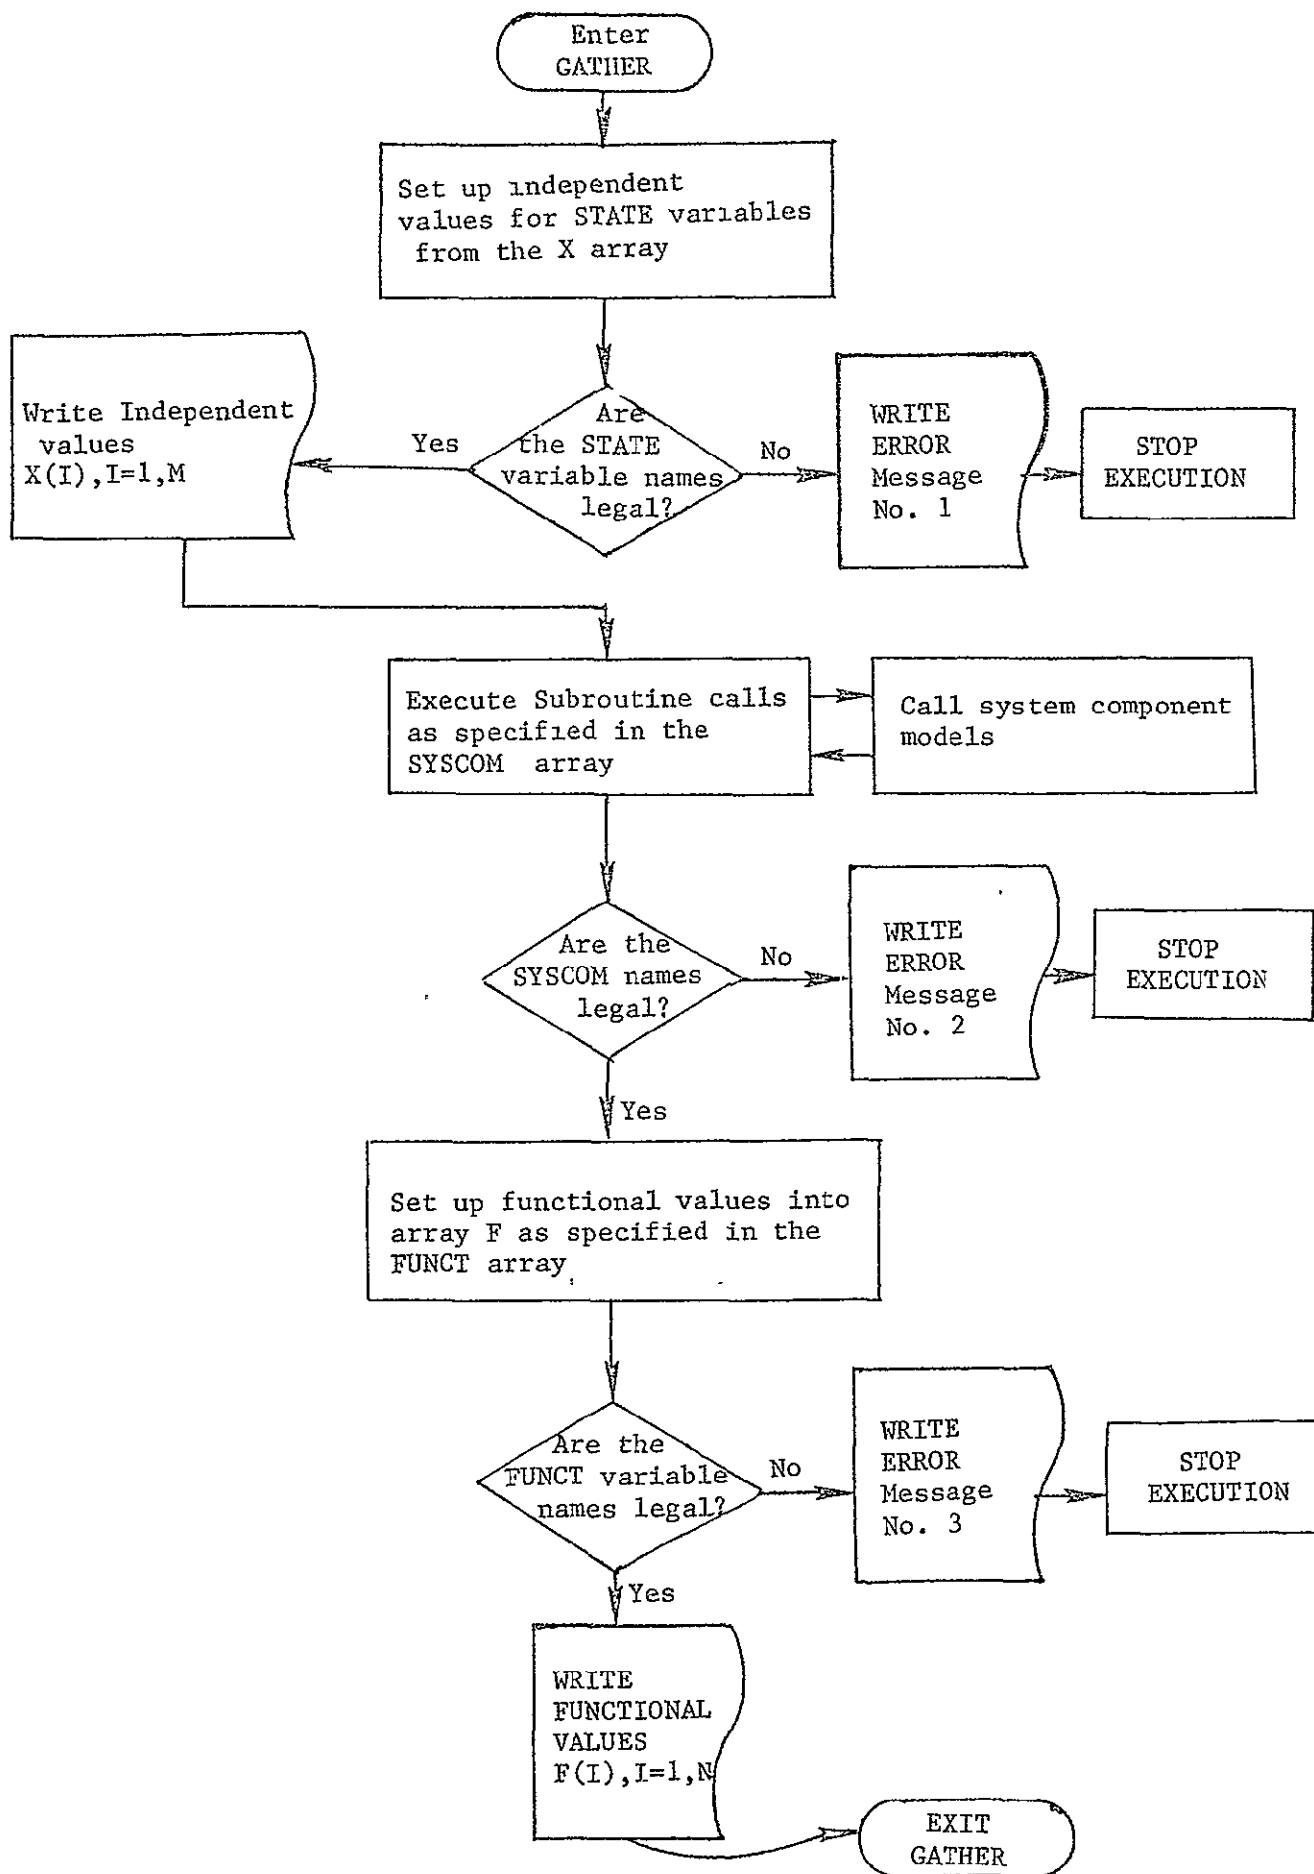 Enter
GATHER
Set up independent
values for STATE variables
from the X array
Write Independent
values
X(I),I=1,M
Yes
Are
the STATE
variable names
legal?
No
WRITE
ERROR
Message
No. 1
STOP
EXECUTION
Execute Subroutine calls
as specified in the
SYSCOM array
Call system component
models
Are the
SYSCOM names
legal?
No
WRITE
ERROR
Message
No. 2
STOP
EXECUTION
Yes
Set up functional values into
array F as specified in the
FUNCT array
Are the
FUNCT variable
names legal?
No
WRITE
ERROR
Message
No. 3
STOP
EXECUTION
Yes
WRITE
FUNCTIONAL
VALUES
F(I),I=1,N
EXIT
GATHER